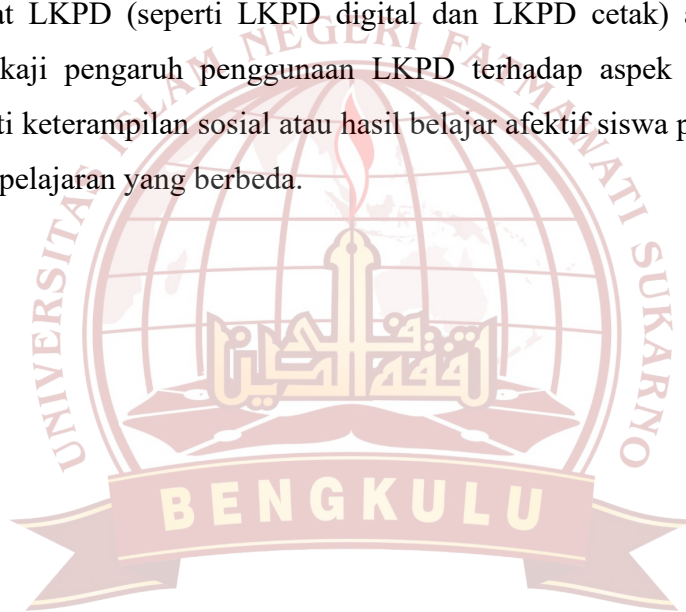 at LKPD (seperti LKPD digital dan LKPD cetak) a
kaji pengaruh penggunaan LKPD terhadap aspek
ti keterampilan sosial atau hasil belajar afektif siswa p
pelajaran yang berbeda.
UNIVERSITAS ISLAM NEGERI FATMAWATI SUKARNO
BENGKULU